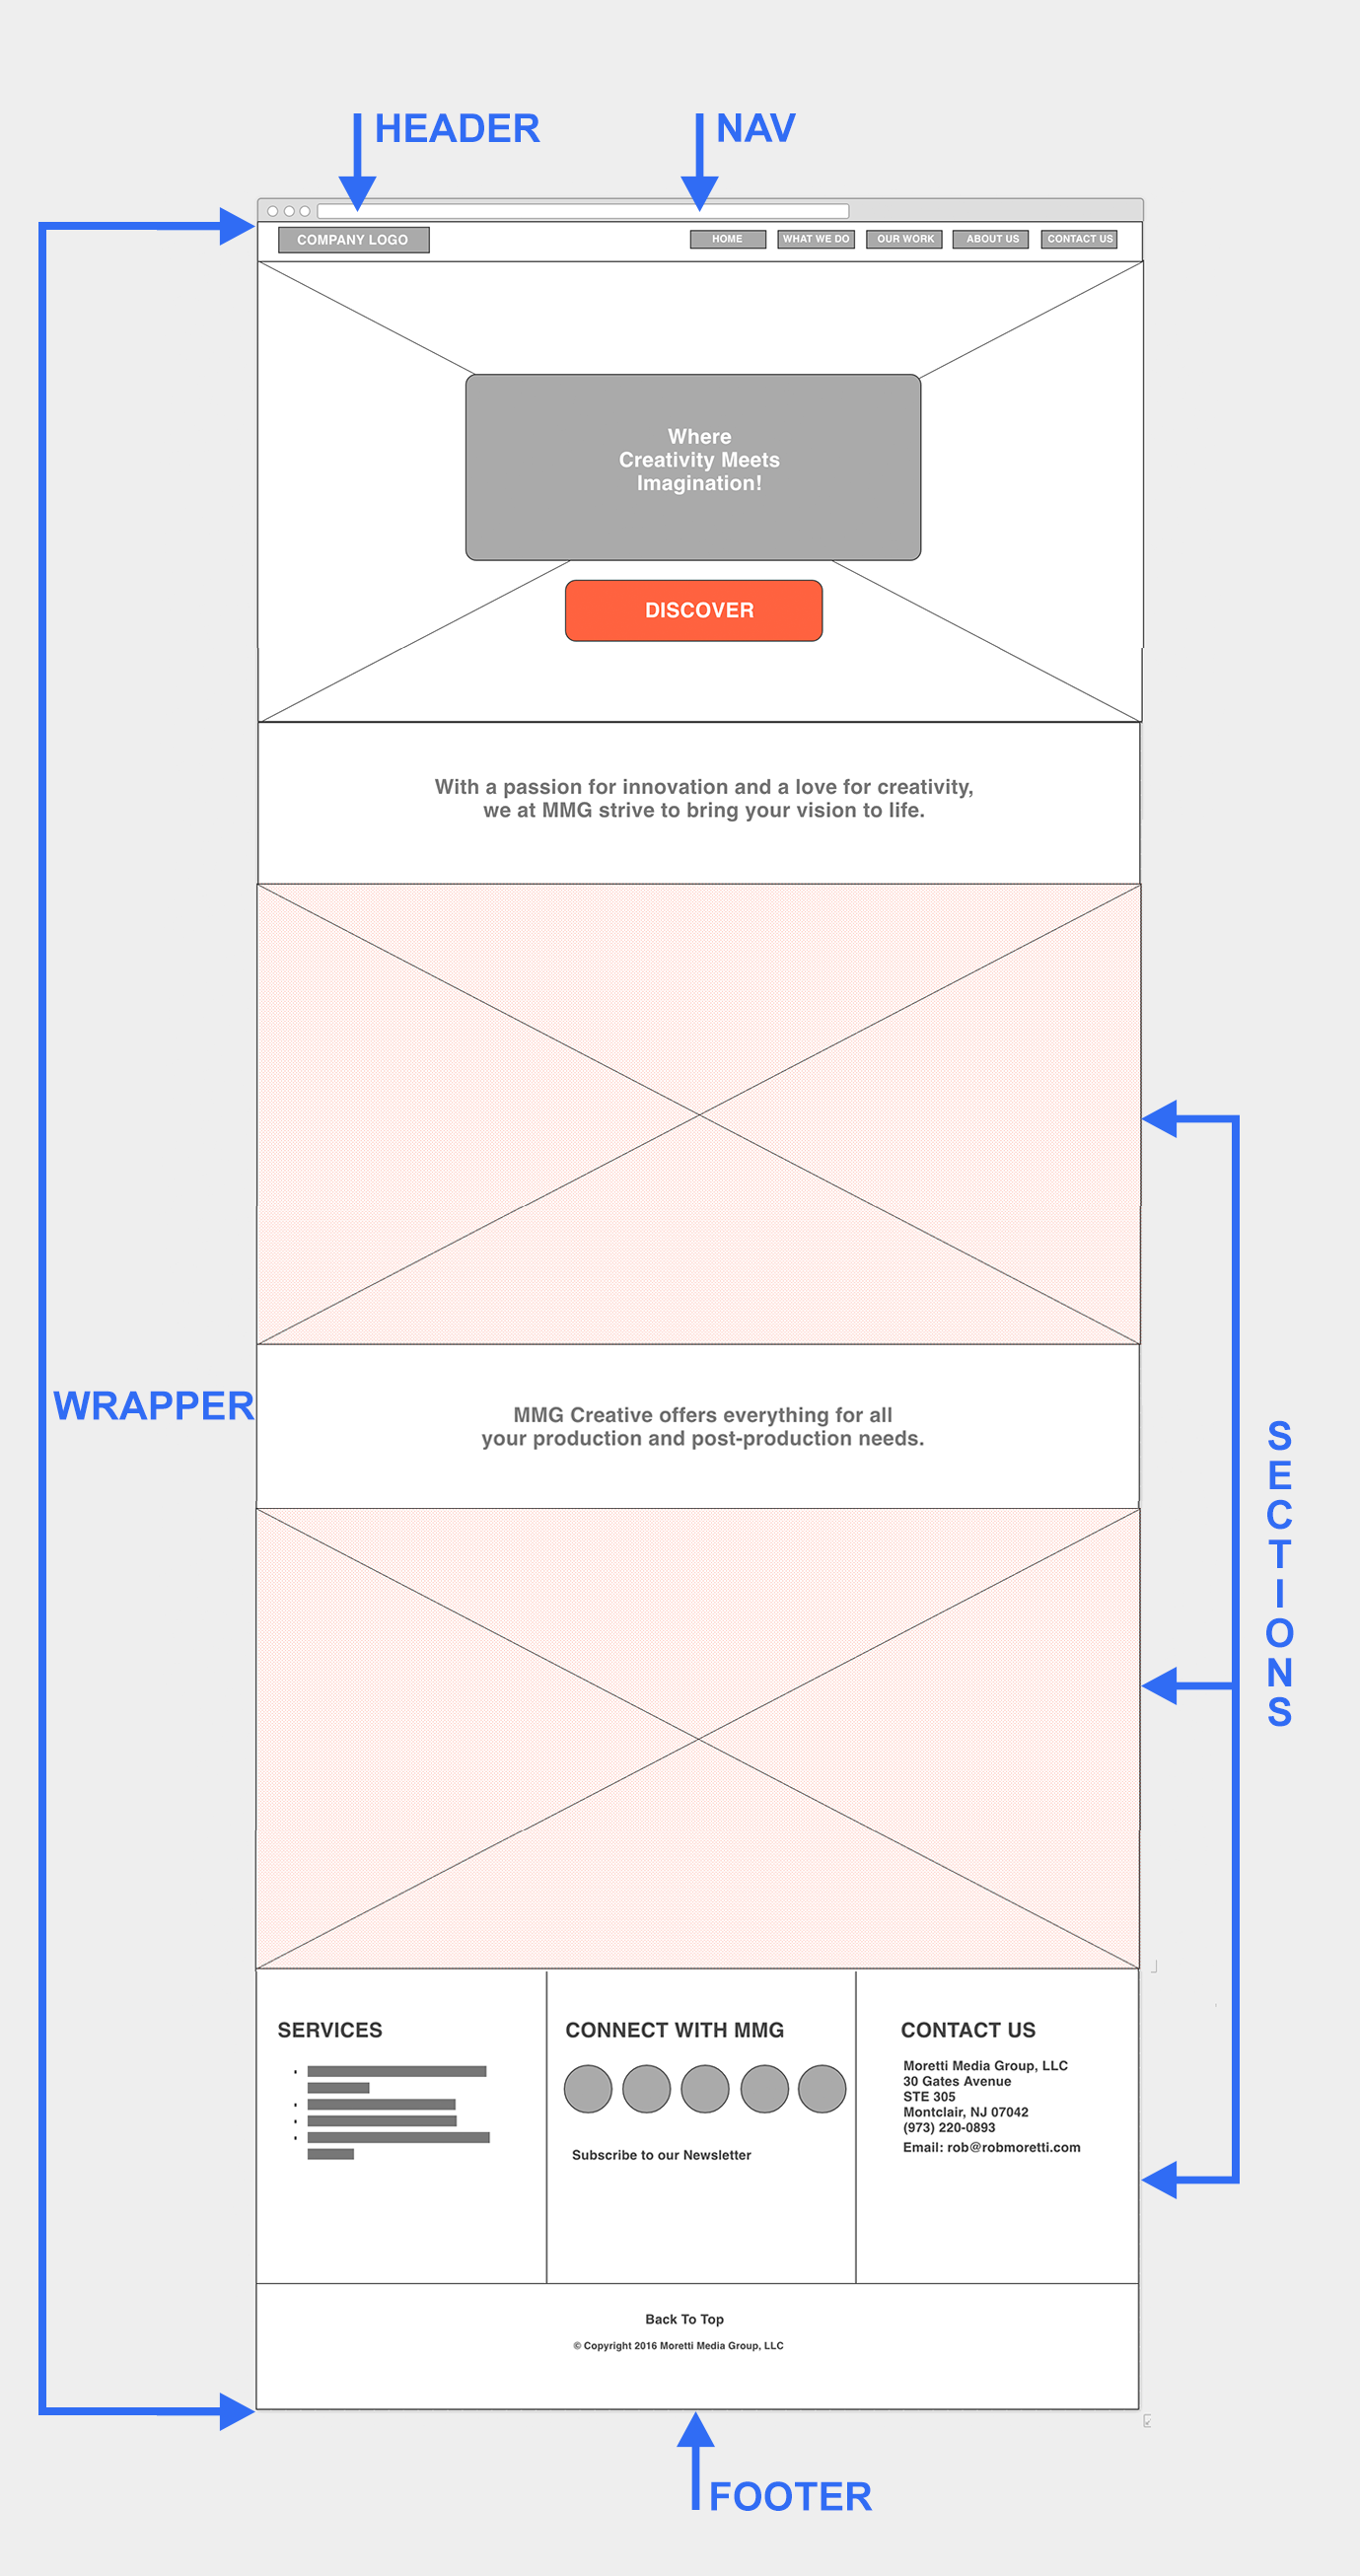 HEADER
NAV
COMPANY LOGO
HOME
WHAT WE DO
OUR WORK
ABOUT US
CONTACT US
Where
Creativity Meets
Imagination!
DISCOVER
With a passion for innovation and a love for creativity,
we at MMG strive to bring your vision to life.
WRAPPER
MMG Creative offers everything for all
your production and post-production needs.
SECTIONS
SERVICES
CONNECT WITH MMG
Subscribe to our Newsletter
CONTACT US
Moretti Media Group, LLC
30 Gates Avenue
STE 305
Montclair, NJ 07042
(973) 220-0893
Email: rob@robmoretti.com
Back To Top
© Copyright 2016 Moretti Media Group, LLC
FOOTER